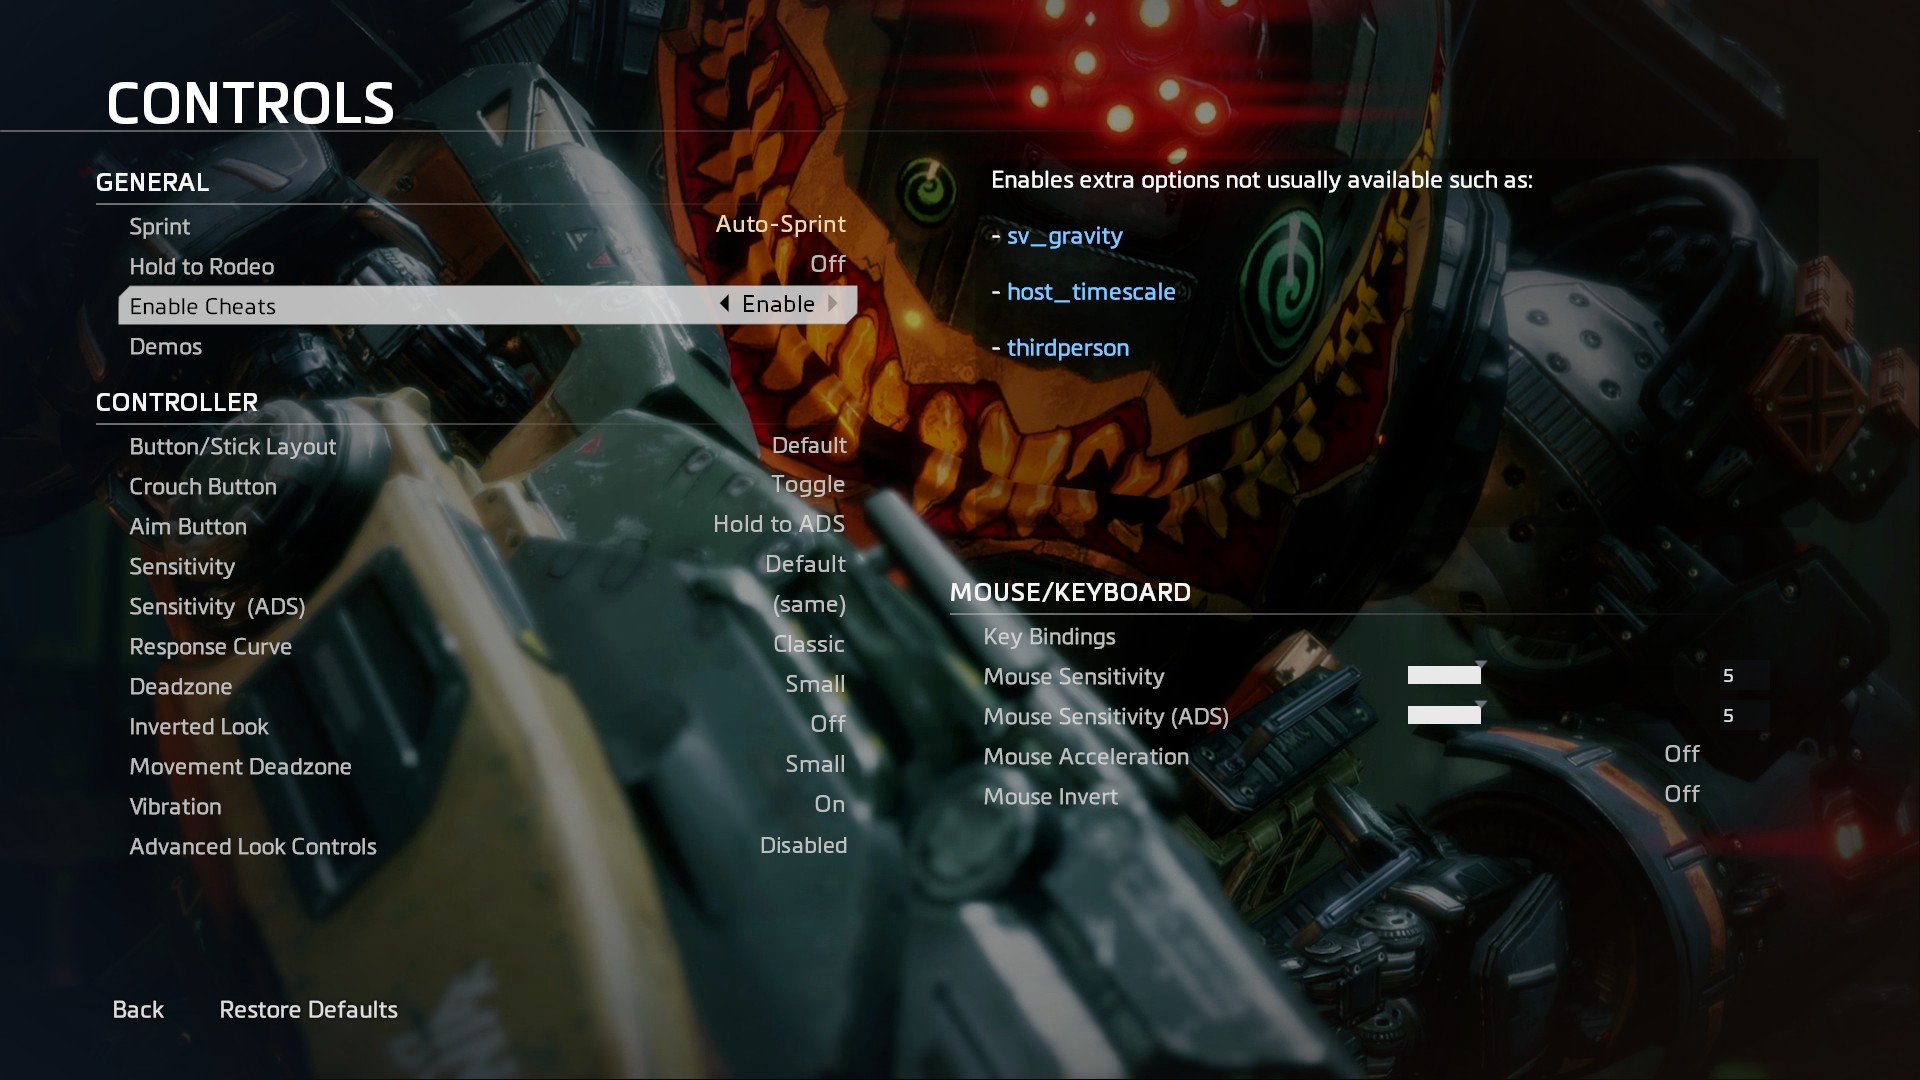 CONTROLS
GENERAL
Sprint Auto-Sprint
Hold to Rodeo Off
Enable Cheats Enable
Demos
CONTROLLER
Button/Stick Layout Default
Crouch Button Toggle
Aim Button Hold to ADS
Sensitivity Default
Sensitivity (ADS) (same)
Response Curve Classic
Deadzone Small
Inverted Look Off
Movement Deadzone Small
Vibration On
Advanced Look Controls Disabled
Enables extra options not usually available such as:
- sv_gravity
- host_timescale
- thirdperson
MOUSE/KEYBOARD
Key Bindings
Mouse Sensitivity 5
Mouse Sensitivity (ADS) 5
Mouse Acceleration Off
Mouse Invert Off
Back Restore Defaults